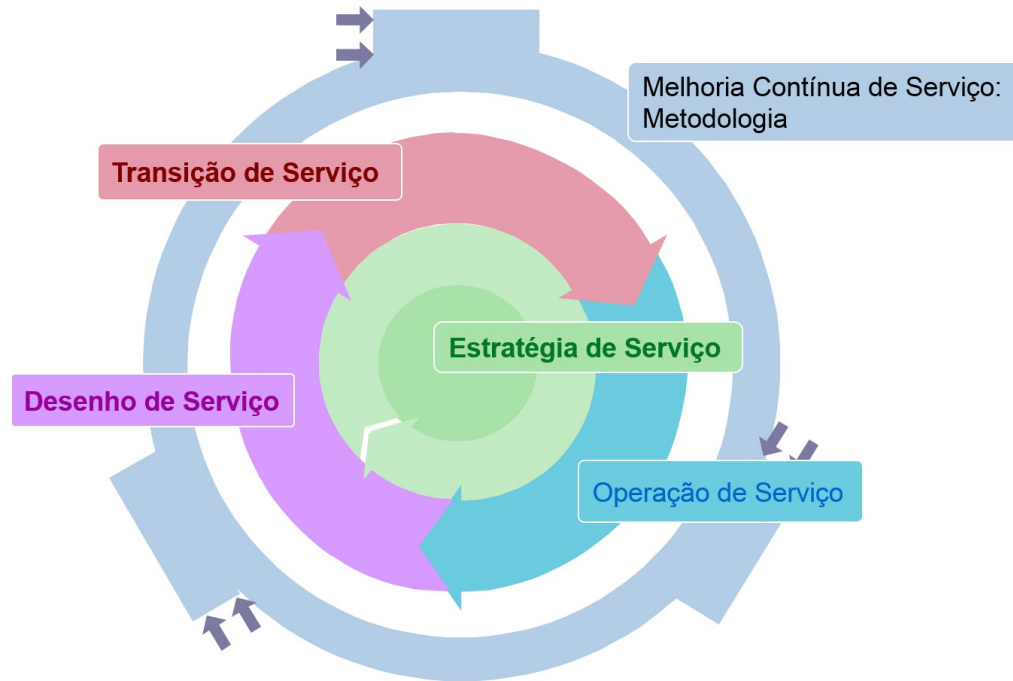 Melhoria Contínua de Serviço:
Metodologia
Transição de Serviço
Estratégia de Serviço
Desenho de Serviço
Operação de Serviço